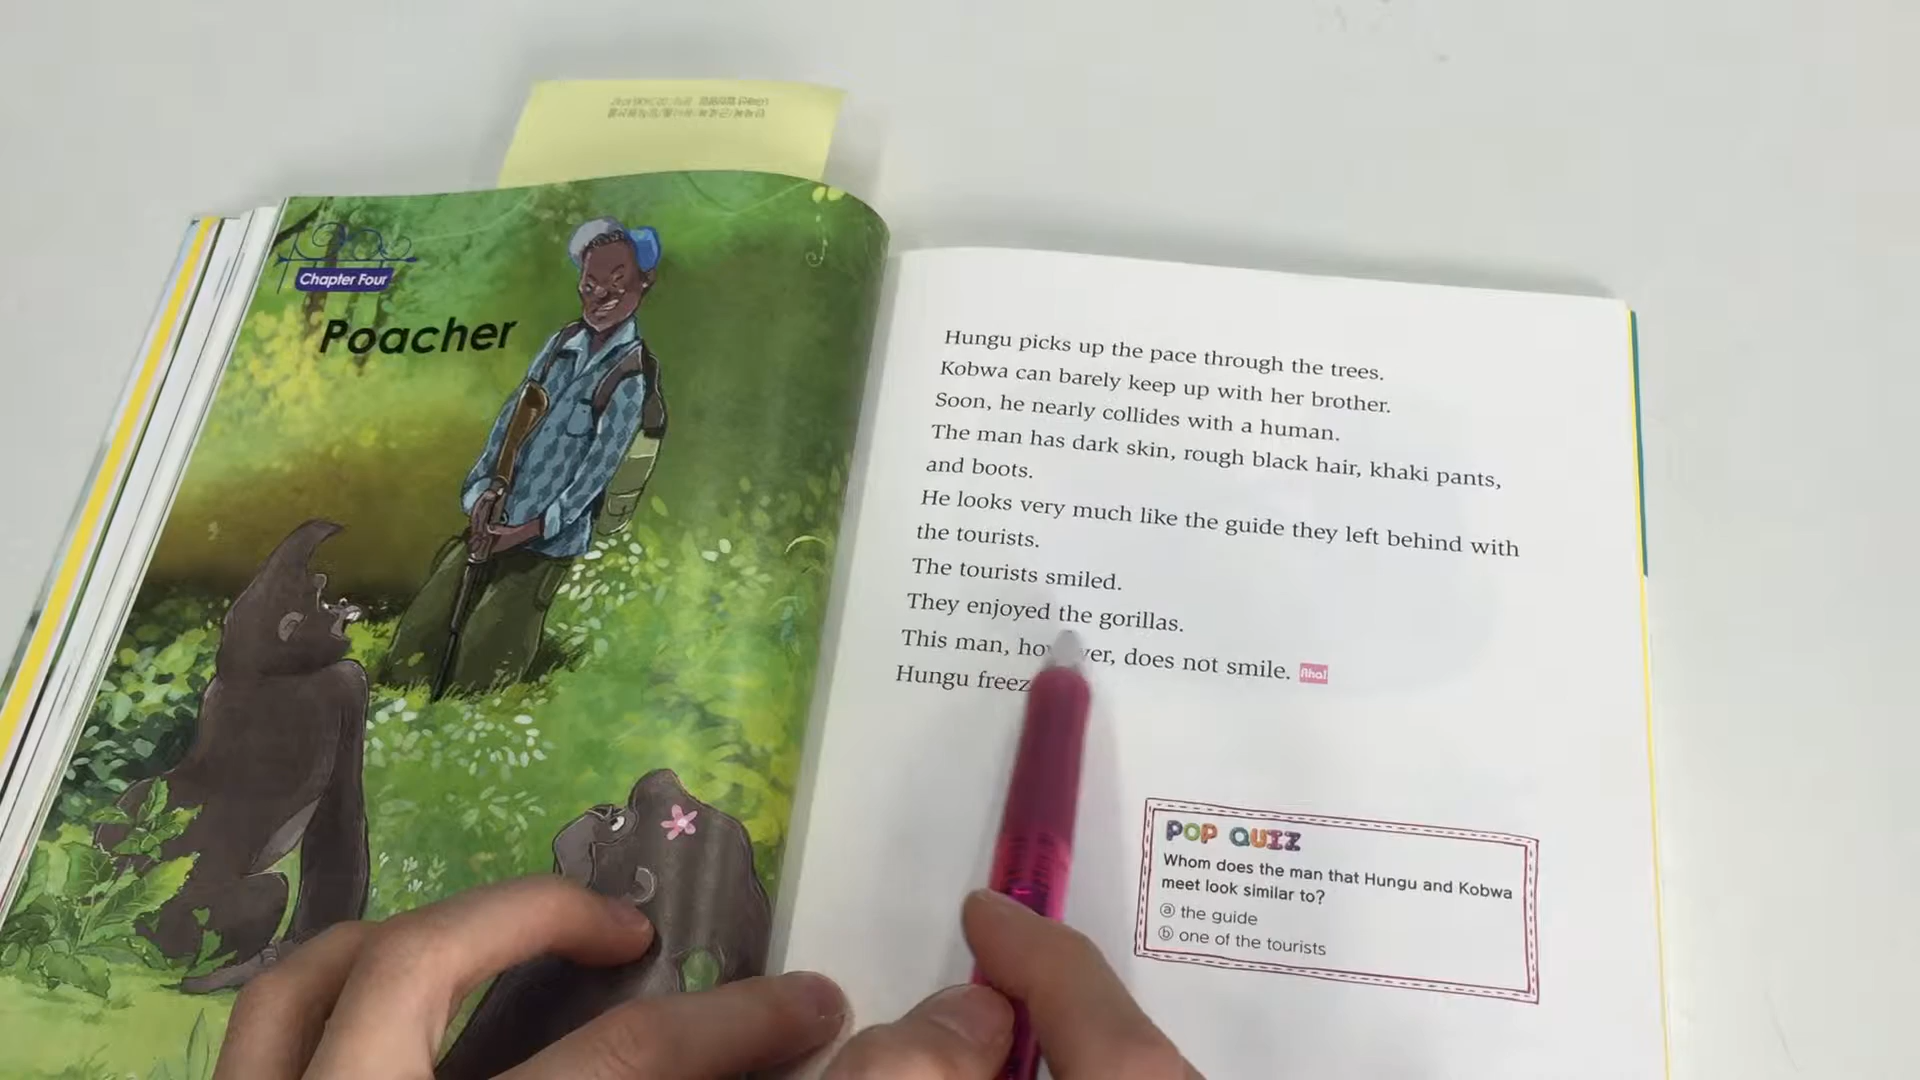 Chapter Four
Poacher
Hungu picks up the pace through the trees.
Kobwa can barely keep up with her brother.
Soon, he nearly collides with a human.
The man has dark skin, rough black hair, khaki pants,
and boots.
He looks very much like the guide they left behind with
the tourists.
The tourists smiled.
They enjoyed the gorillas.
This man, however, does not smile. Aha!
Hungu freez
POP QUIZ
Whom does the man that Hungu and Kobwa
meet look similar to?
ⓐ the guide
ⓑ one of the tourists